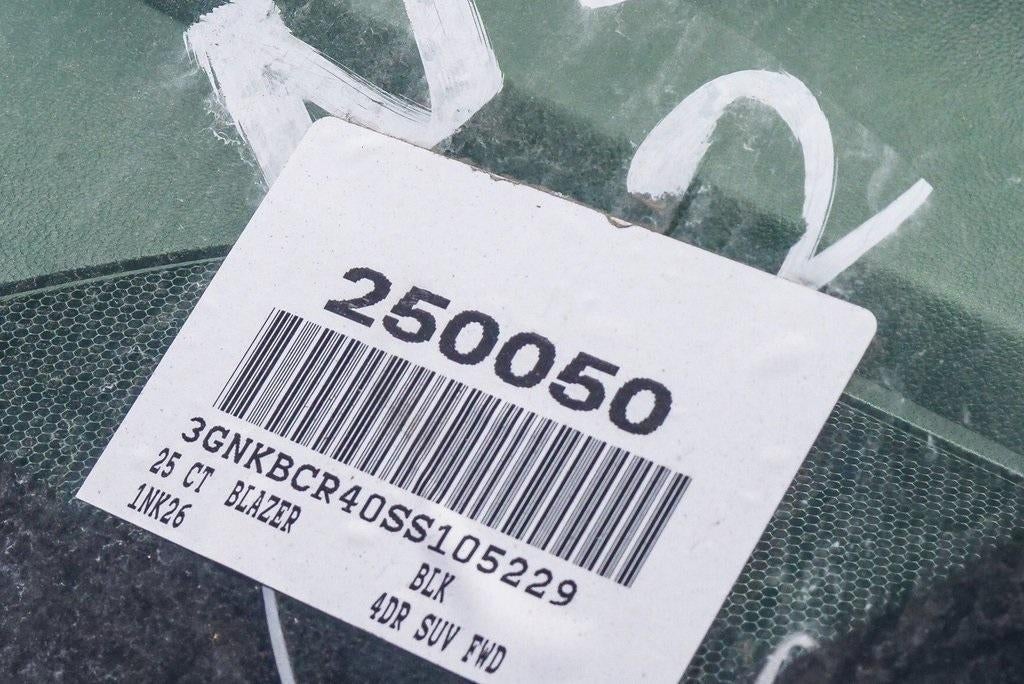 250050
3GNKBCR40SS105229
25 CT BLAZER BLK
1NK26 4DR SUV FWD